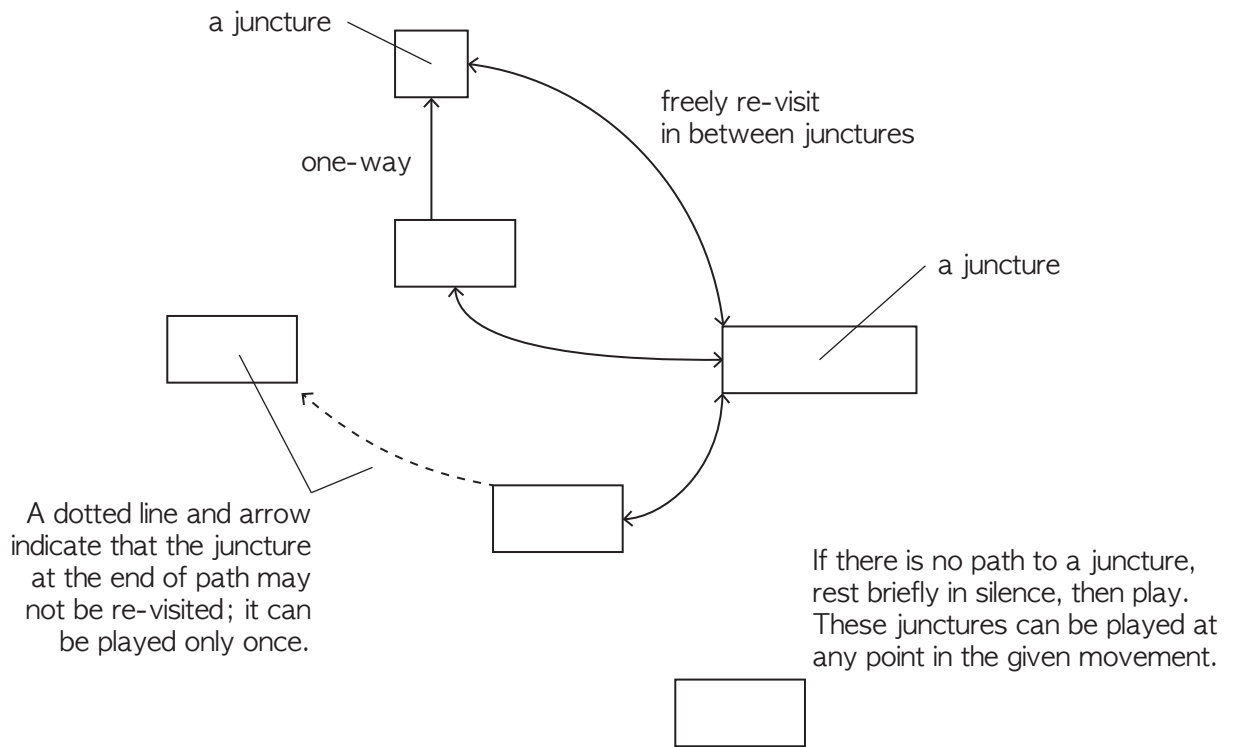 a juncture
freely re-visit
in between junctures
one-way
a juncture
A dotted line and arrow
indicate that the juncture
at the end of path may
not be re-visited; it can
be played only once.
If there is no path to a juncture,
rest briefly in silence, then play.
These junctures can be played at
any point in the given movement.